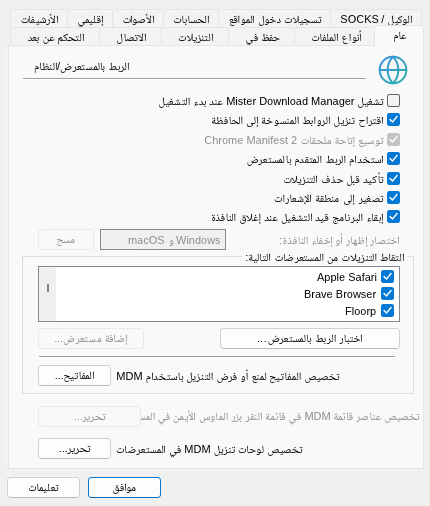 الوكيل / SOCKS
تسجيلات دخول المواقع
الحسابات
الأصوات
إقليمي
الأرشيفات
عام
أنواع الملفات
حفظ في
التنزيلات
الاتصال
التحكم عن بعد
الربط بالمستعرض/النظام
تشغيل Mister Download Manager عند بدء التشغيل
اقتراح تنزيل الروابط المنسوخة إلى الحافظة
توسيع إتاحة ملحقات Chrome Manifest 2
استخدام الربط المتقدم بالمستعرض
تأكيد قبل حذف التنزيلات
تصغير إلى منطقة الإشعارات
إبقاء البرنامج قيد التشغيل عند إغلاق النافذة
اختصار إظهار أو إخفاء النافذة:
Windows و macOS
مسح
التقاط التنزيلات من المستعرضات التالية:
Apple Safari
Brave Browser
Floorp
اختبار الربط بالمستعرض...
إضافة مستعرض...
تخصيص المفاتيح لمنع أو فرض التنزيل باستخدام MDM
المفاتيح...
تخصيص عناصر قائمة MDM في قائمة النقر بزر الماوس الأيمن في المس
تحرير...
تخصيص لوحات تنزيل MDM في المستعرضات
تحرير...
موافق
تعليمات